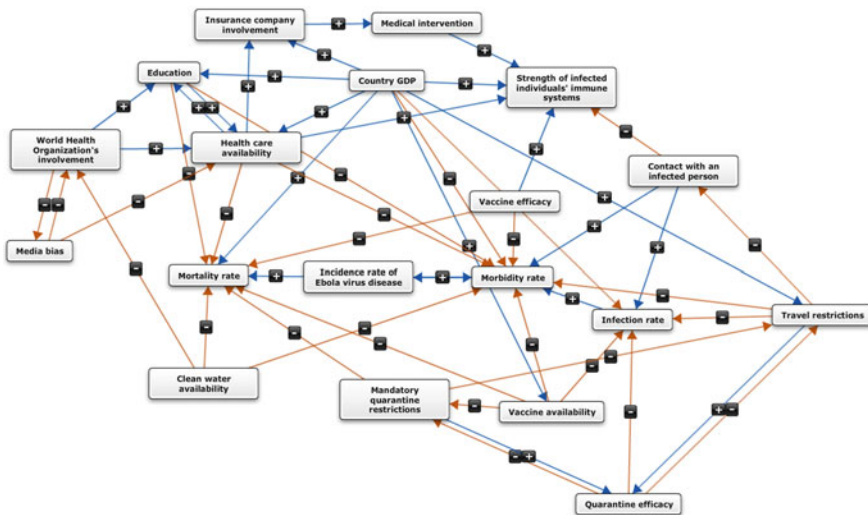 Insurance company
involvement
Medical intervention
Education
Country GDP
Strength of infected
individuals' immune
systems
World Health
Organization's
involvement
Health care
availability
Contact with an
infected person
Vaccine efficacy
Media bias
Mortality rate
Incidence rate of
Ebola virus disease
Morbidity rate
Infection rate
Travel restrictions
Clean water
availability
Mandatory
quarantine
restrictions
Vaccine availability
Quarantine efficacy